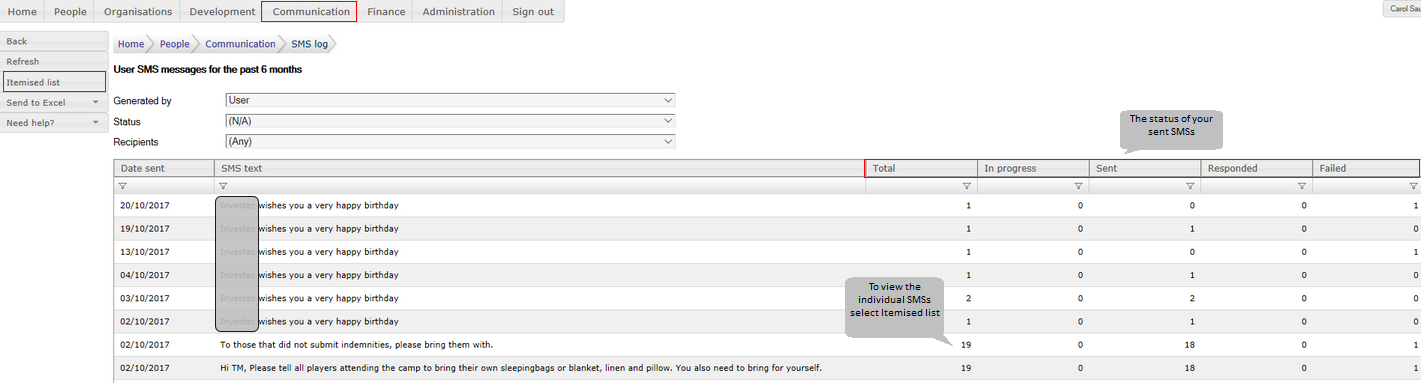 Home People Organisations Development Communication Finance Administration Sign out
Carol Sau
Back
Refresh
Itemised list
Send to Excel
Need help?
Home People Communication SMS log
User SMS messages for the past 6 months
Generated by User
Status (N/A)
Recipients (Any)
The status of your
sent SMSs
Date sent SMS text Total In progress Sent Responded Failed
20/10/2017 Investec wishes you a very happy birthday 1 0 0 0 1
19/10/2017 Investec wishes you a very happy birthday 1 0 1 0 0
13/10/2017 Investec wishes you a very happy birthday 1 0 0 0 1
04/10/2017 Investec wishes you a very happy birthday 1 0 1 0 0
03/10/2017 Investec wishes you a very happy birthday 2 0 2 0 0
02/10/2017 Investec wishes you a very happy birthday 1 0 1 0 0
To view the
individual SMSs
select Itemised list
02/10/2017 To those that did not submit indemnities, please bring them with. 19 0 18 0 1
02/10/2017 Hi TM, Please tell all players attending the camp to bring their own sleepingbags or blanket, linen and pillow. You also need to bring for yourself. 19 0 18 0 1